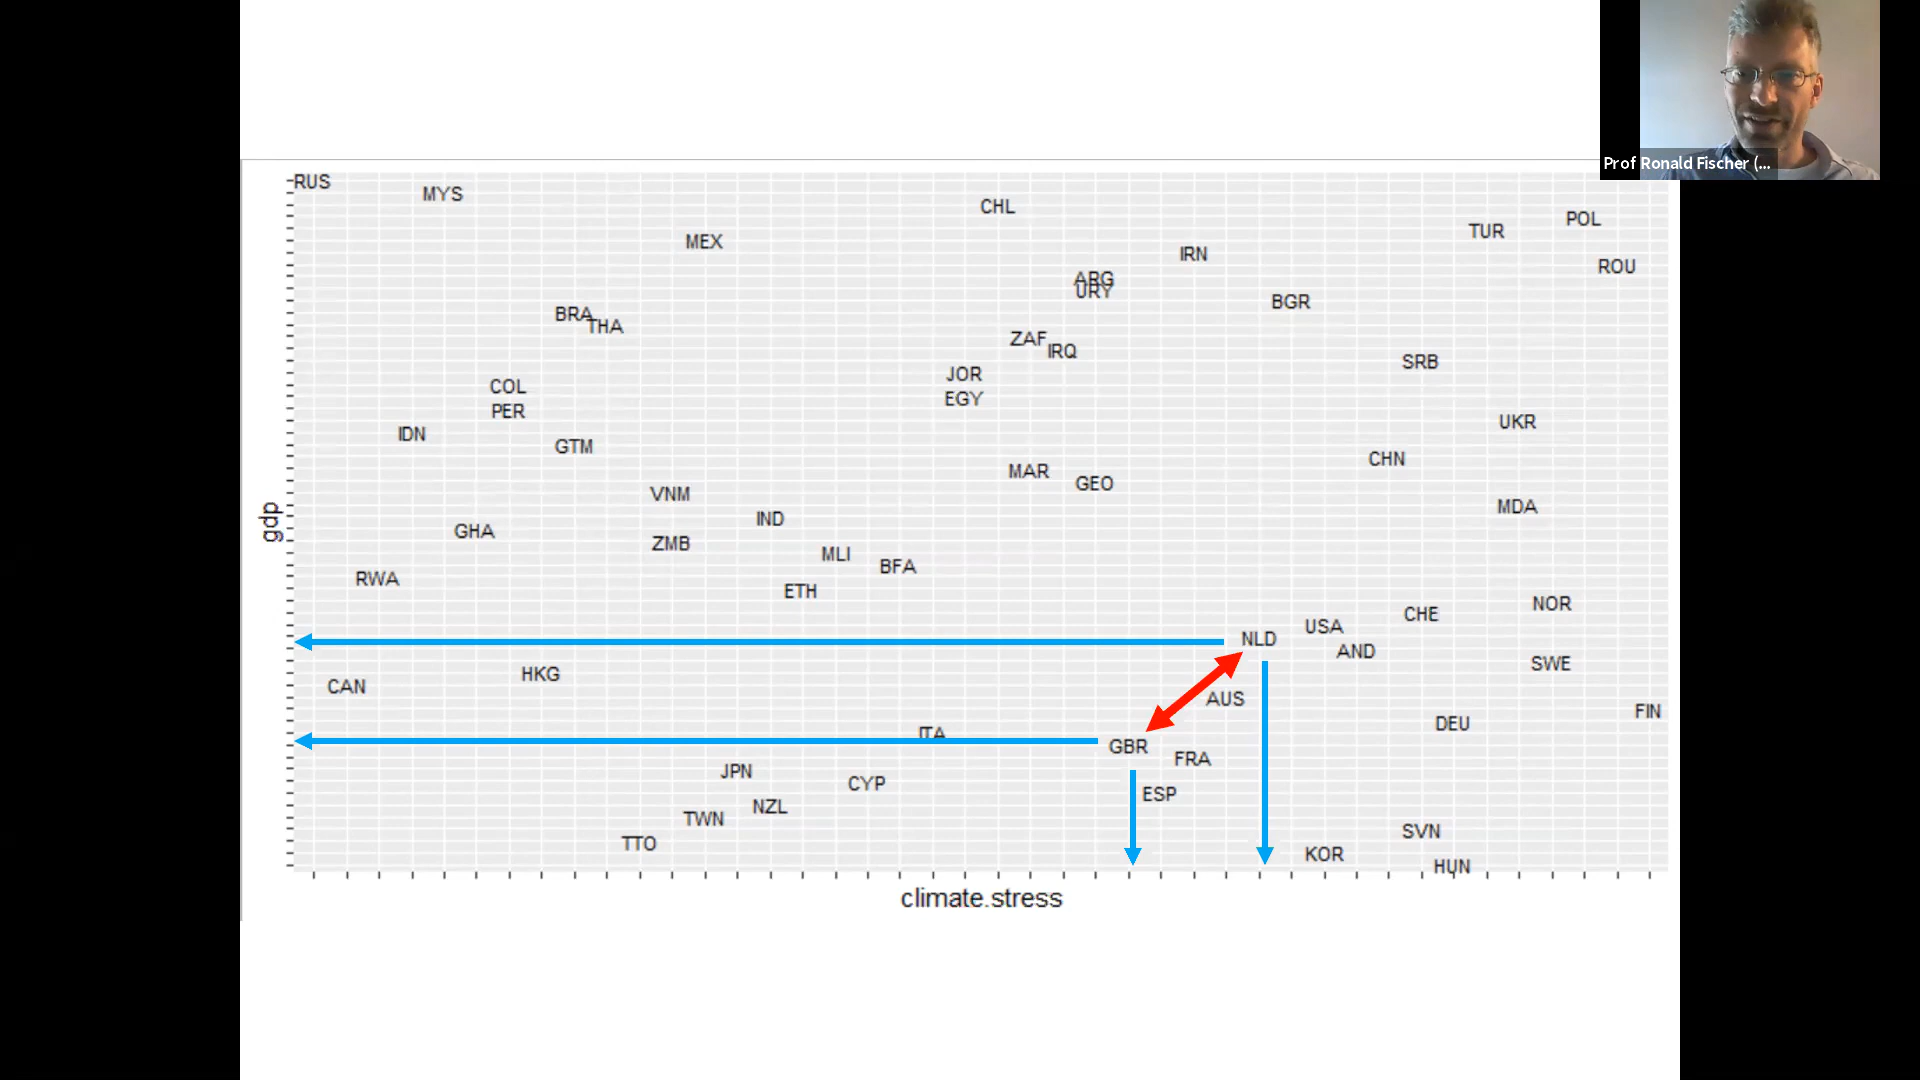 Prof Ronald Fischer (...
RUS
MYS
CHL
POL
TUR
MEX
IRN
ROU
ARG
URY
BGR
BRA
THA
ZAF
IRQ
SRB
JOR
COL
EGY
PER
UKR
IDN
GTM
CHN
MAR
GEO
VNM
MDA
IND
GHA
ZMB
MLI
BFA
RWA
ETH
NOR
CHE
USA
NLD
AND
SWE
HKG
CAN
AUS
FIN
DEU
ITA
GBR
FRA
JPN
CYP
ESP
NZL
TWN
SVN
TTO
KOR
HUN
gdp
climate.stress